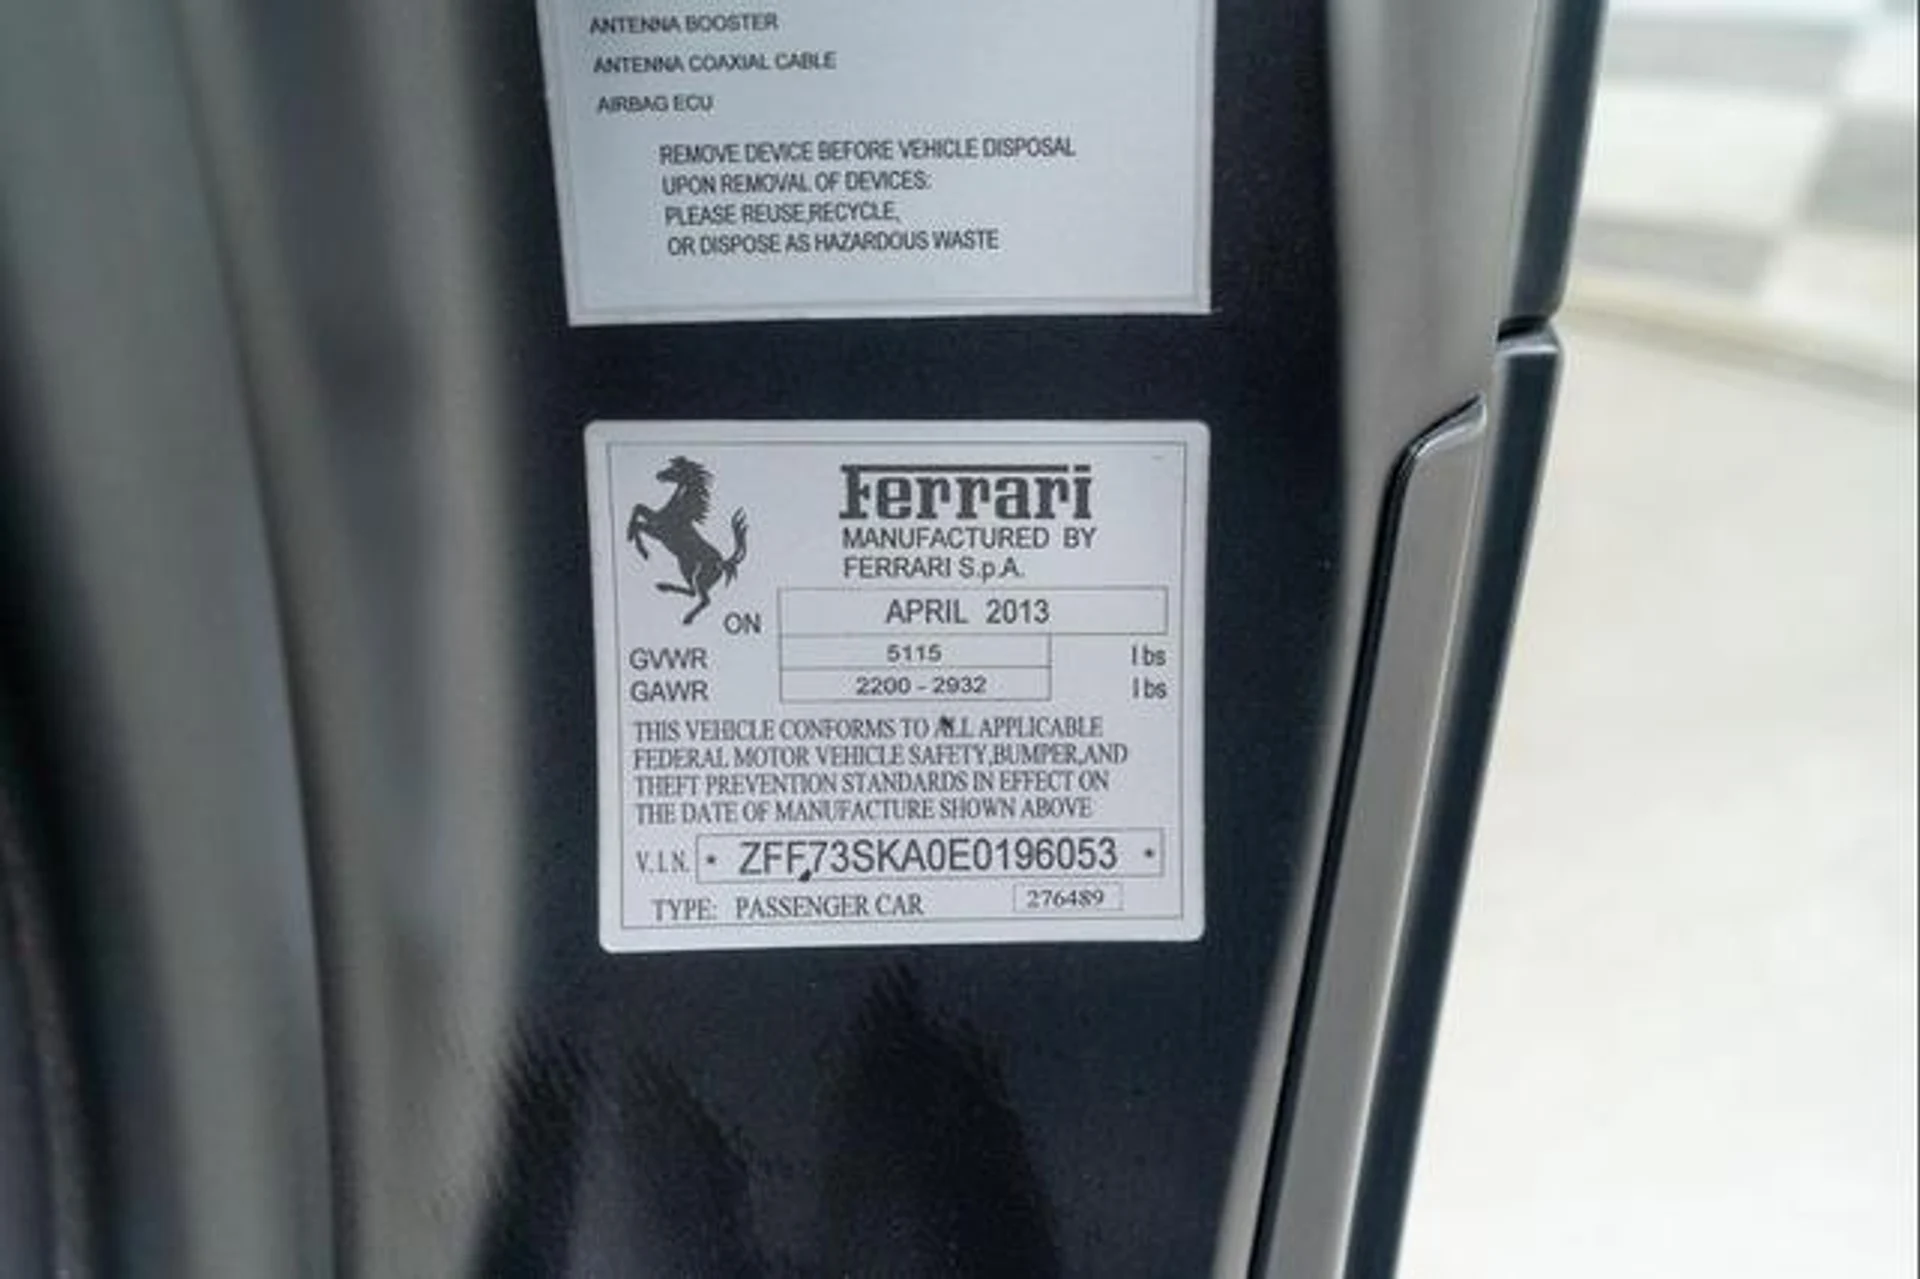 ANTENNA BOOSTER
ANTENNA COAXIAL CABLE
AIRBAG ECU
REMOVE DEVICE BEFORE VEHICLE DISPOSAL
UPON REMOVAL OF DEVICES:
PLEASE REUSE,RECYCLE,
OR DISPOSE AS HAZARDOUS WASTE
Ferrari
MANUFACTURED BY
FERRARI S.p.A.
ON APRIL 2013
GVWR 5115 lbs
GAWR 2200 - 2932 lbs
THIS VEHICLE CONFORMS TO ALL APPLICABLE
FEDERAL MOTOR VEHICLE SAFETY,BUMPER,AND
THEFT PREVENTION STANDARDS IN EFFECT ON
THE DATE OF MANUFACTURE SHOWN ABOVE
V.I.N. * ZFF73SKA0E0196053 *
TYPE: PASSENGER CAR 276489